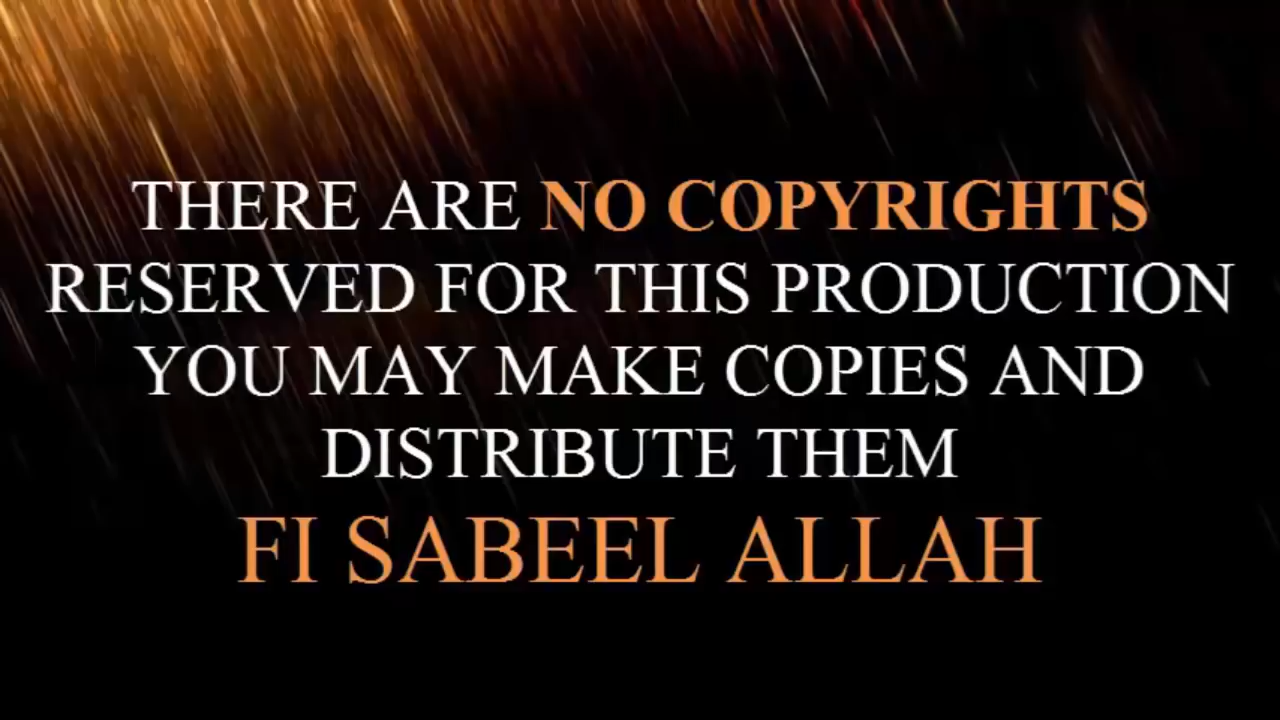 THERE ARE NO COPYRIGHTS
RESERVED FOR THIS PRODUCTION
YOU MAY MAKE COPIES AND
DISTRIBUTE THEM
FI SABEEL ALLAH